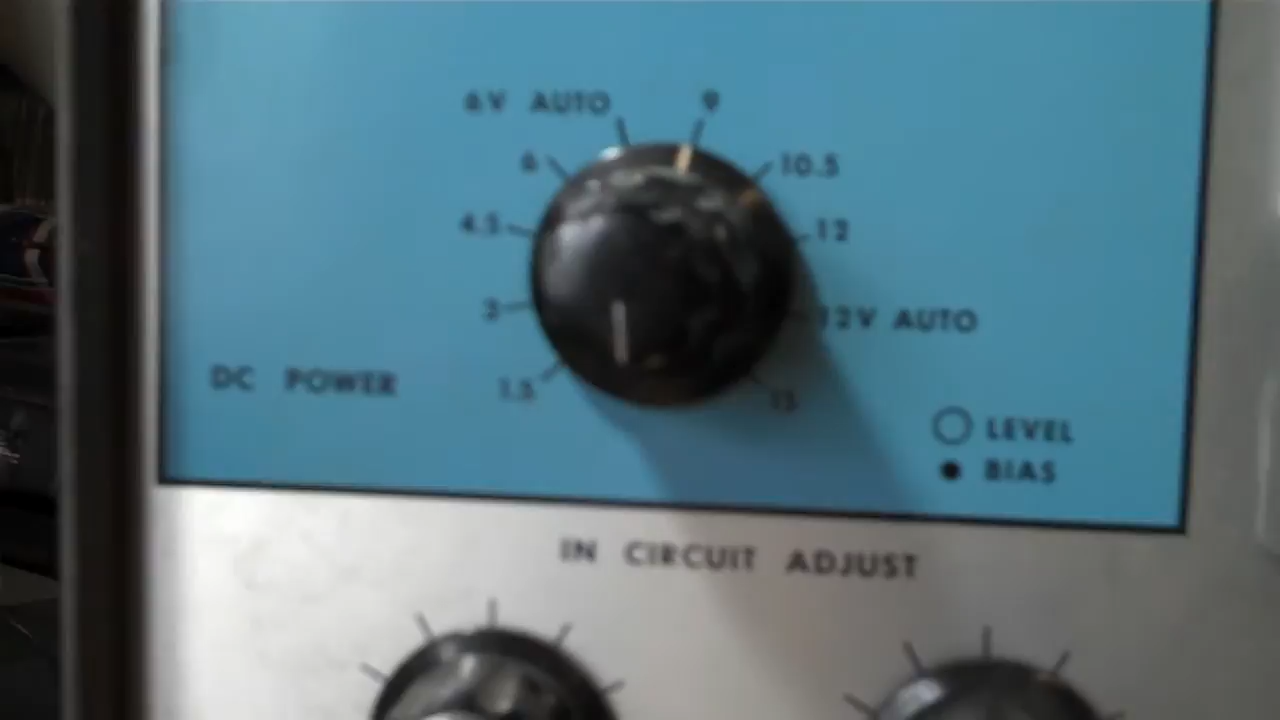 6V AUTO 9
6 10.5
4.5 12
3 12V AUTO
DC POWER 1.5 15
LEVEL
BIAS
IN CIRCUIT ADJUST